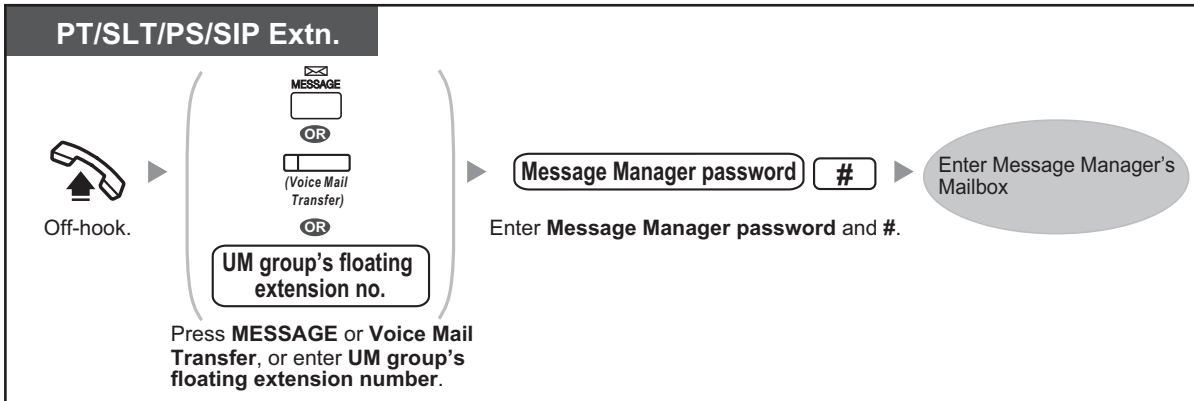 PT/SLT/PS/SIP Extn.
MESSAGE
OR
(Voice Mail
Transfer)
OR
UM group's floating
extension no.
Off-hook.
Press MESSAGE or Voice Mail
Transfer, or enter UM group's
floating extension number.
Message Manager password #
Enter Message Manager password and #.
Enter Message Manager's
Mailbox